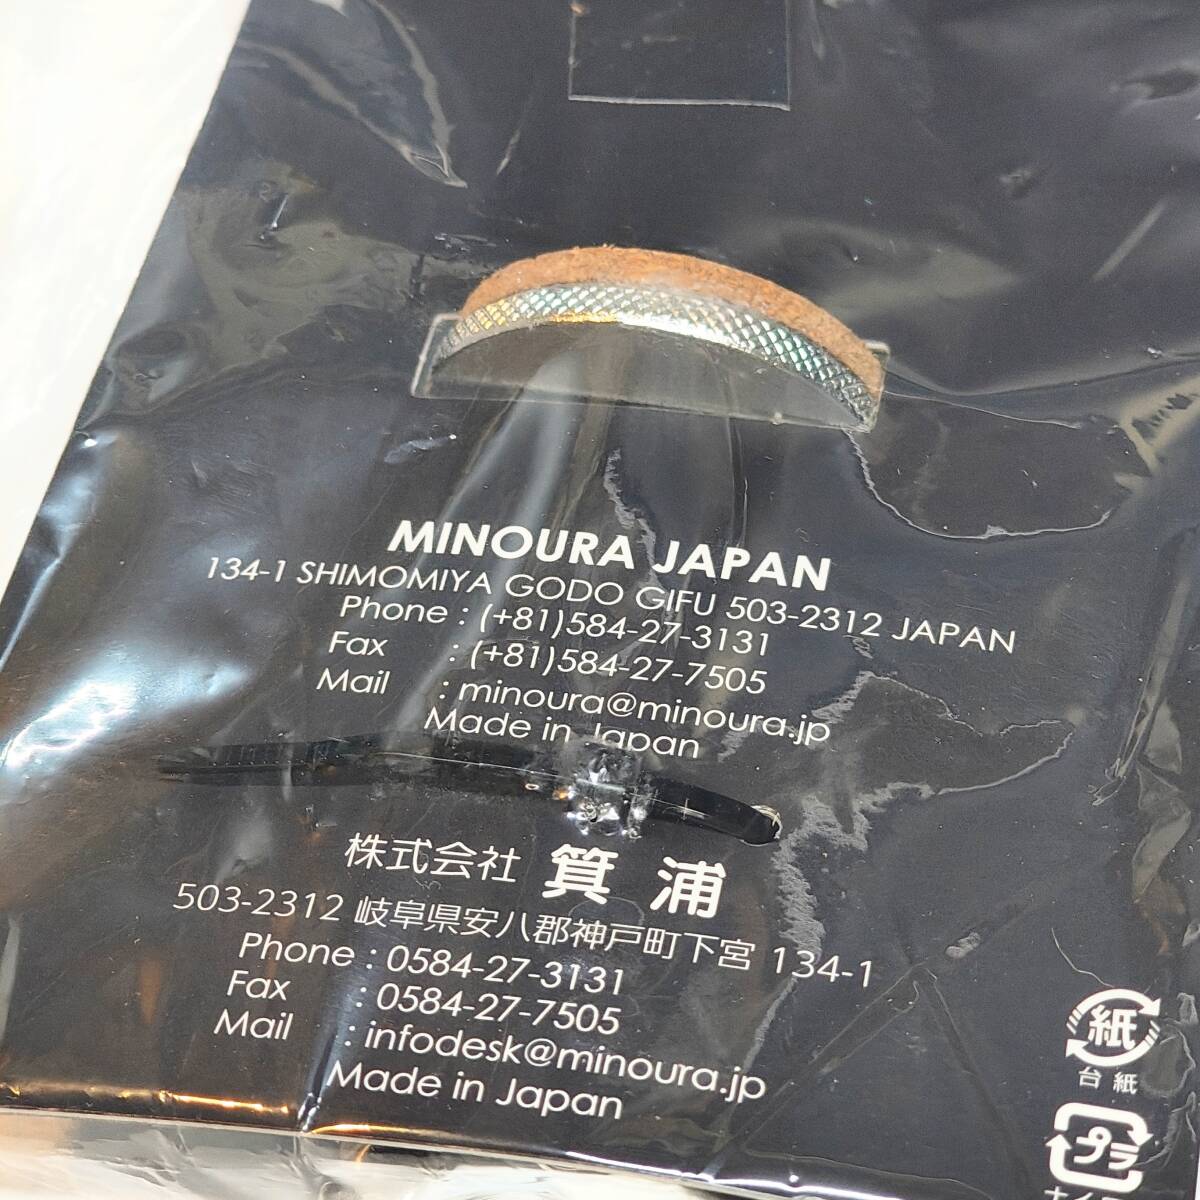 MINOURA JAPAN
134-1 SHIMOMIYA GODO GIFU 503-2312 JAPAN
Phone : (+81)584-27-3131
Fax : (+81)584-27-7505
Mail : minoura@minoura.jp
Made in Japan
株式会社 箕浦
503-2312 岐阜県安八郡神戸町下宮 134-1
Phone : 0584-27-3131
Fax : 0584-27-7505
Mail : infodesk@minoura.jp
Made in Japan
紙
台紙
プラ